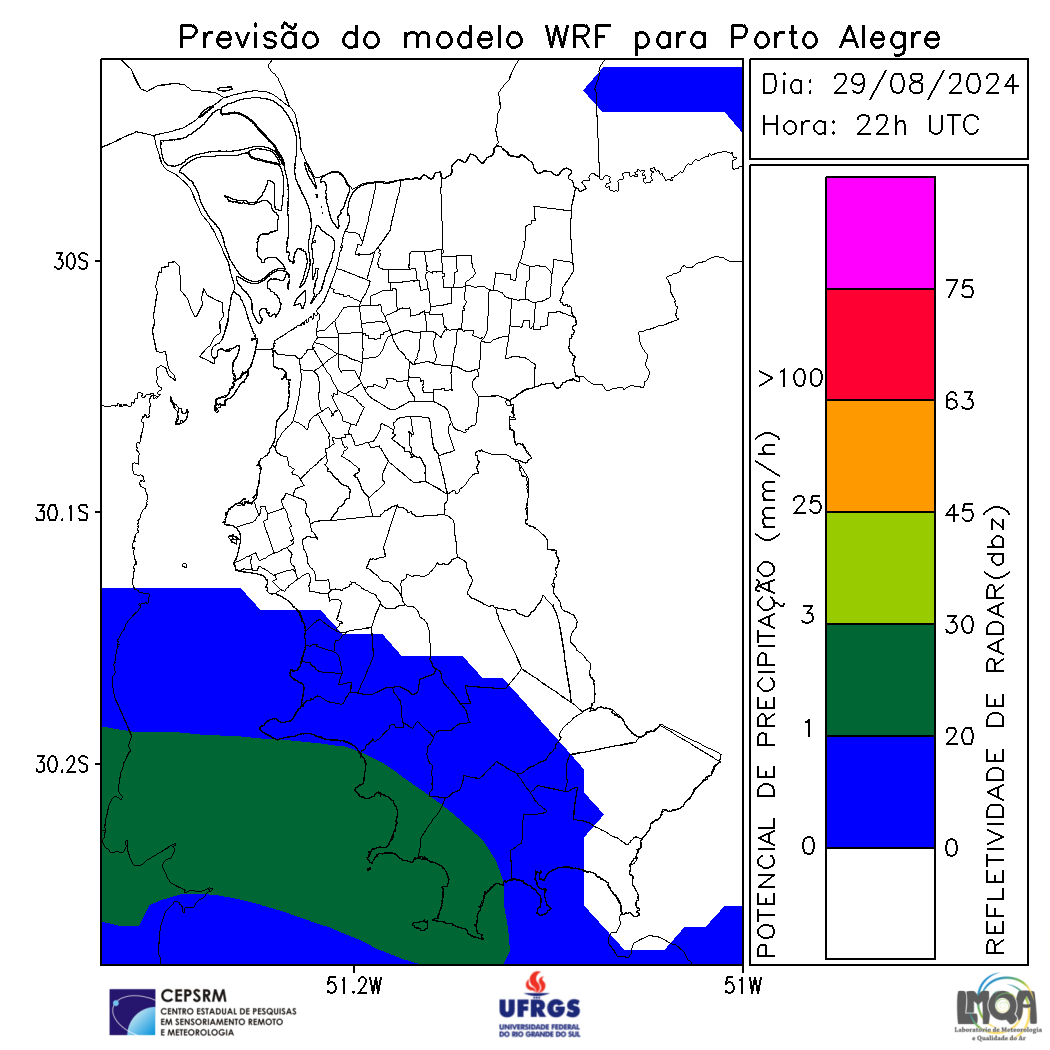 Previsão do modelo WRF para Porto Alegre
Dia: 29/08/2024
Hora: 22h UTC
30S
30.1S
30.2S
51.2W
51W
POTENCIAL DE PRECIPITAÇÃO (mm/h)
>100
25
3
1
0
75
63
45
30
20
0
REFLETIVIDADE DE RADAR(dbz)
CEPSRM
CENTRO ESTADUAL DE PESQUISAS
EM SENSORIAMENTO REMOTO
E METEOROLOGIA
UFRGS
UNIVERSIDADE FEDERAL
DO RIO GRANDE DO SUL
LMQA
Laboratório de Meteorologia
e Qualidade do Ar